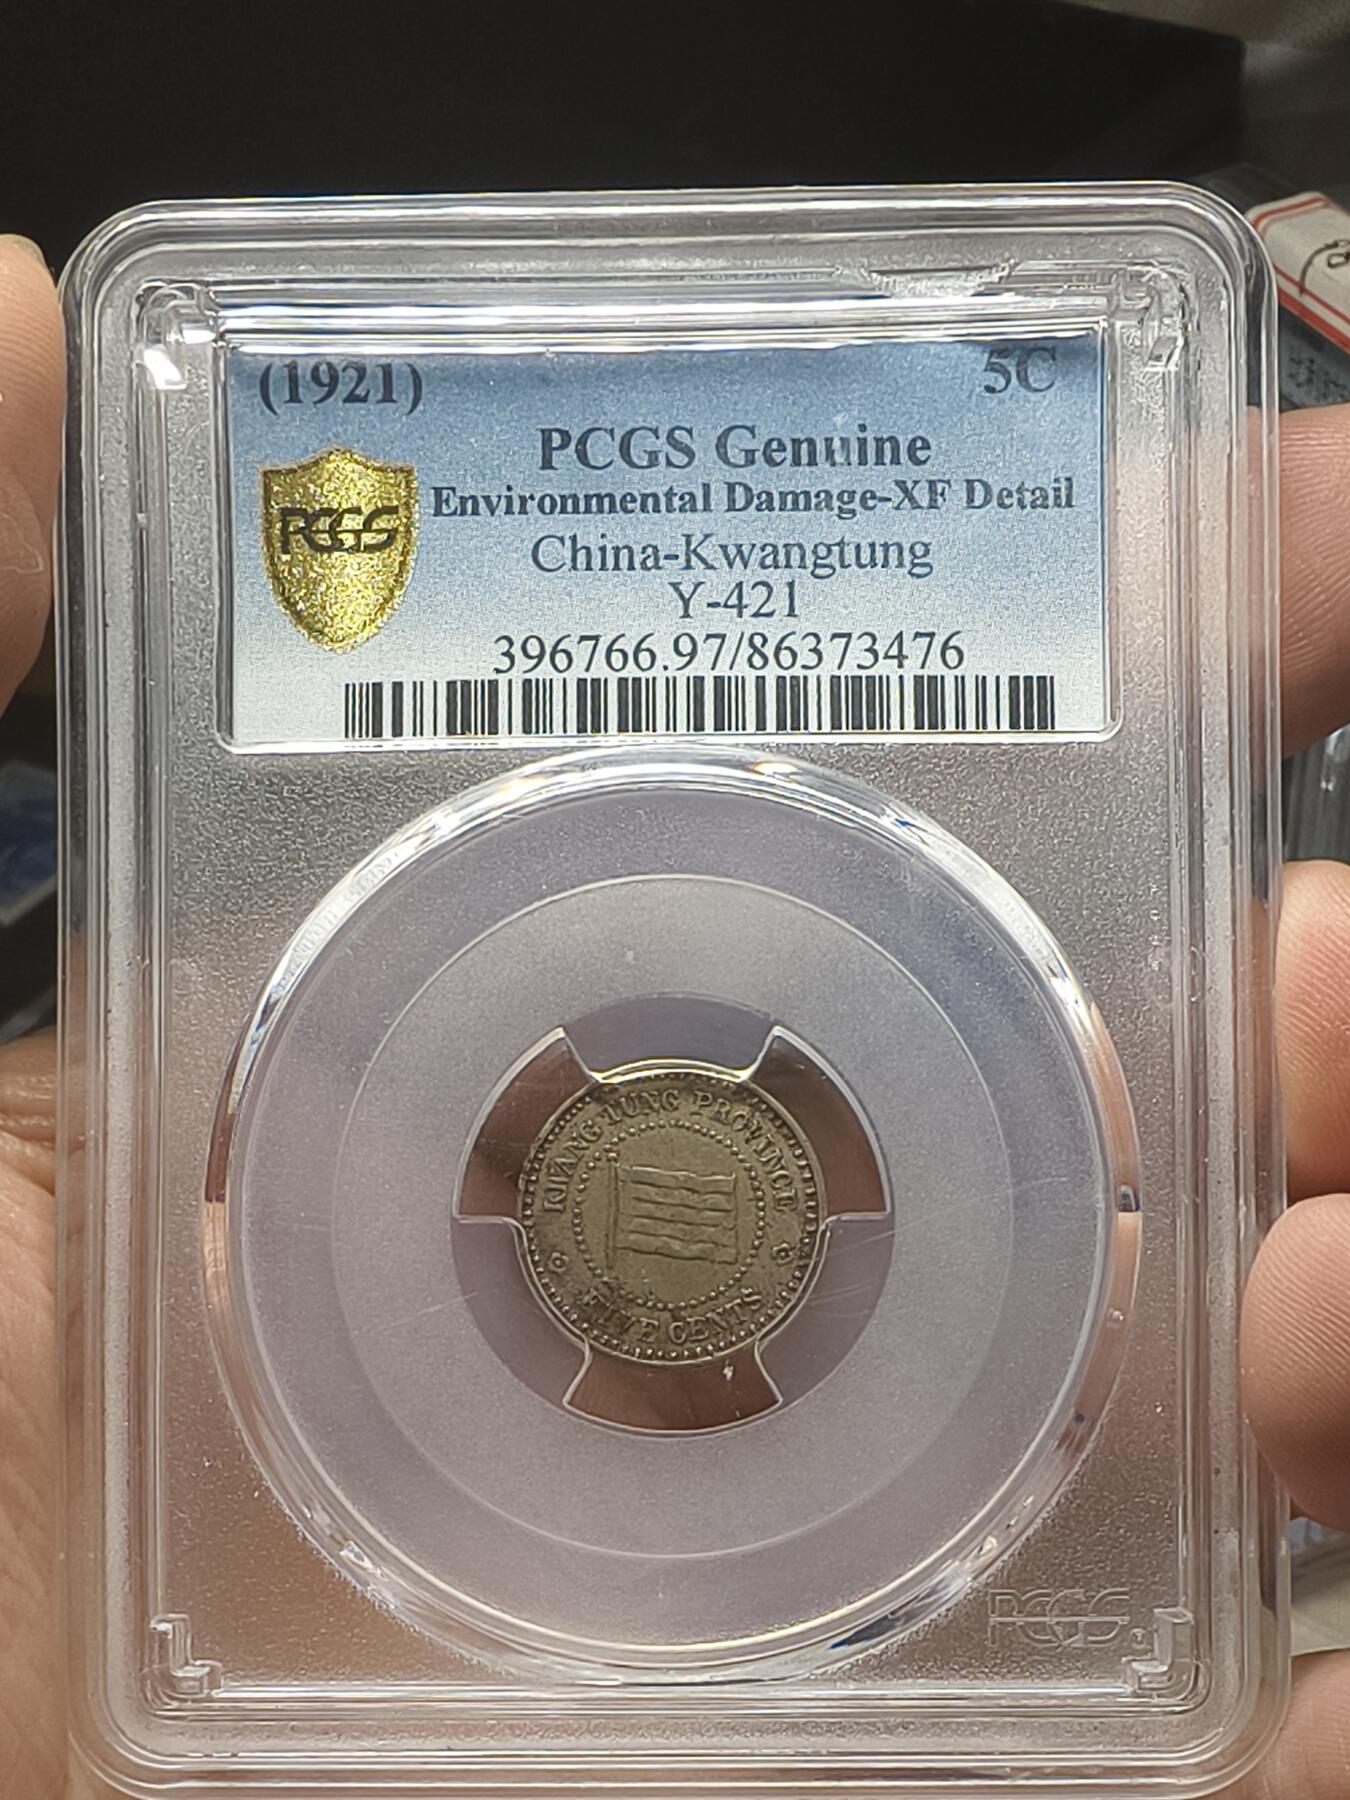 (1921) 5C
PCGS Genuine
Environmental Damage-XF Detail
PCGS
China-Kwangtung
Y-421
396766.97/86373476
KWANG TUNG PROVINCE
FIVE CENTS
PCGS